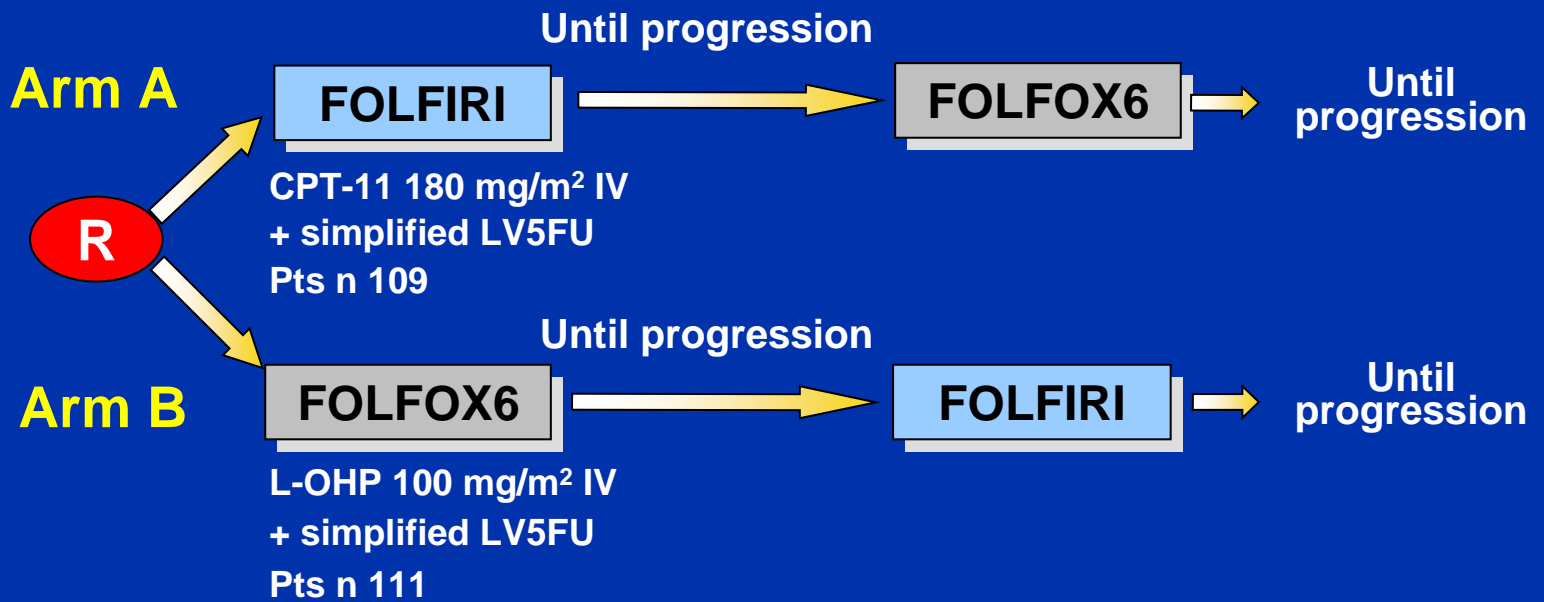 Until progression
Arm A
FOLFIRI
FOLFOX6
Until
progression
CPT-11 180 mg/m² IV
+ simplified LV5FU
Pts n 109
R
Until progression
Arm B
FOLFOX6
FOLFIRI
Until
progression
L-OHP 100 mg/m² IV
+ simplified LV5FU
Pts n 111